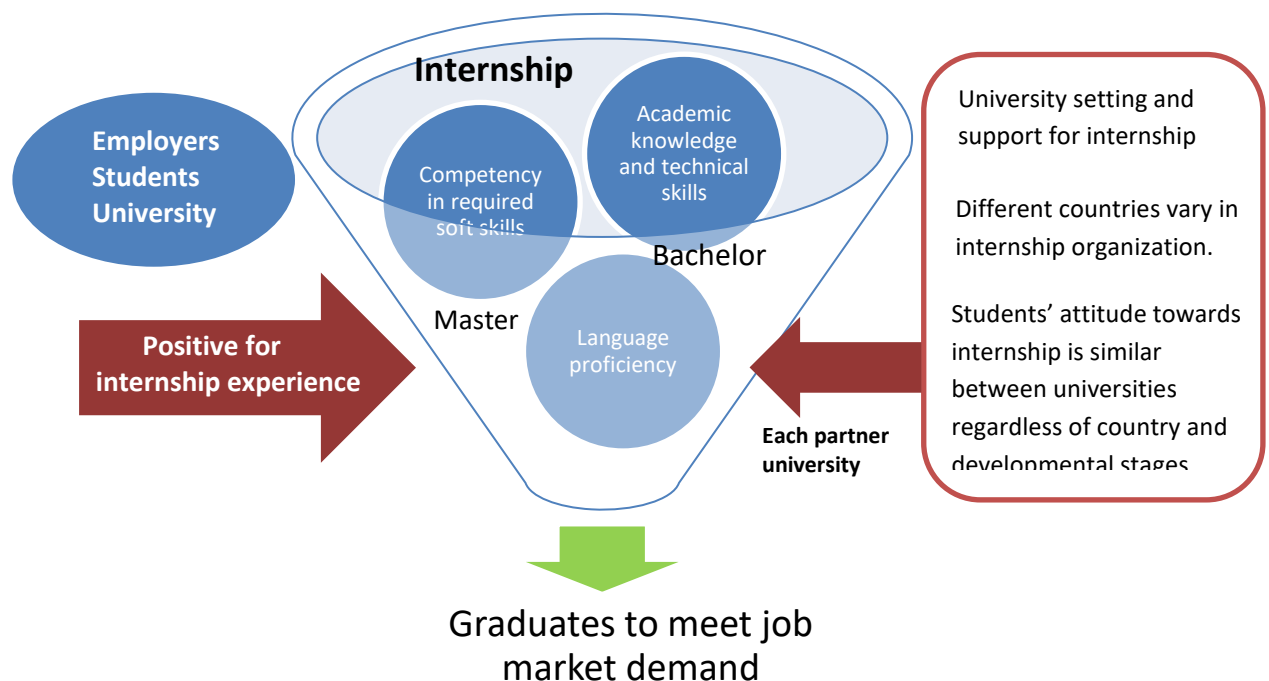 Internship
Employers
Students
University
Academic
knowledge
and technical
skills
Competency
in required
soft skills
Bachelor
Master
Language
proficiency
Positive for
internship experience
Each partner
university
University setting and
support for internship
Different countries vary in
internship organization.
Students’ attitude towards
internship is similar
between universities
regardless of country and
developmental stages
Graduates to meet job
market demand